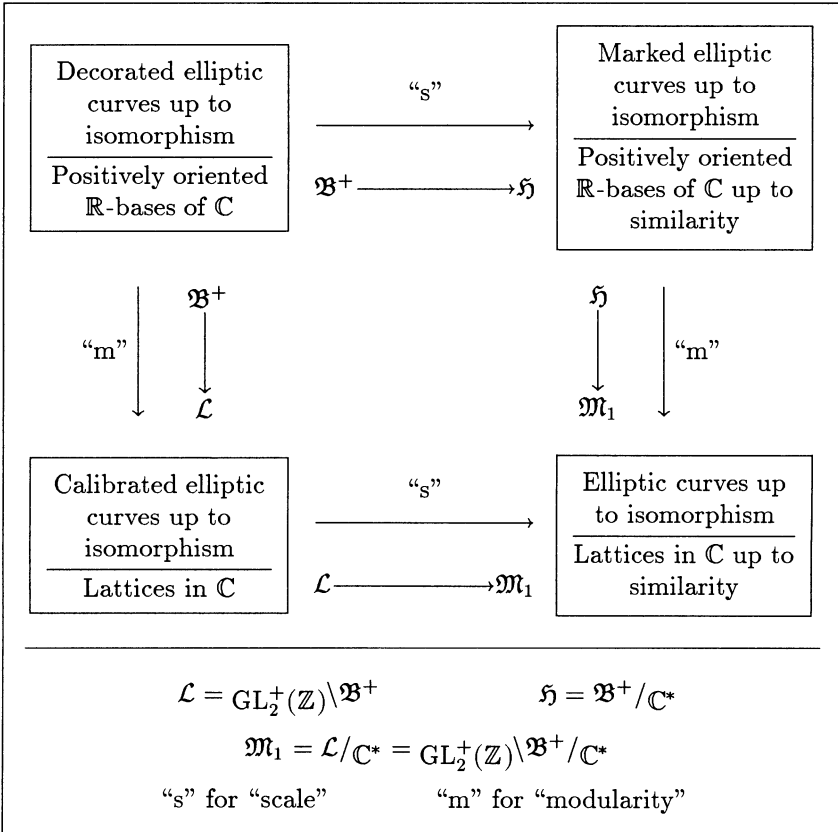 Decorated elliptic
curves up to
isomorphism
Positively oriented
ℝ-bases of ℂ
“s”
𝔅⁺ ⟶ ℌ
Marked elliptic
curves up to
isomorphism
Positively oriented
ℝ-bases of ℂ up to
similarity
“m”
𝔅⁺
↓
ℒ
ℌ
↓
𝔐₁
“m”
Calibrated elliptic
curves up to
isomorphism
Lattices in ℂ
“s”
ℒ ⟶ 𝔐₁
Elliptic curves up
to isomorphism
Lattices in ℂ up to
similarity
ℒ = GL₂⁺(ℤ)\𝔅⁺ ℌ = 𝔅⁺/ℂ*
𝔐₁ = ℒ/ℂ* = GL₂⁺(ℤ)\𝔅⁺/ℂ*
“s” for “scale” “m” for “modularity”